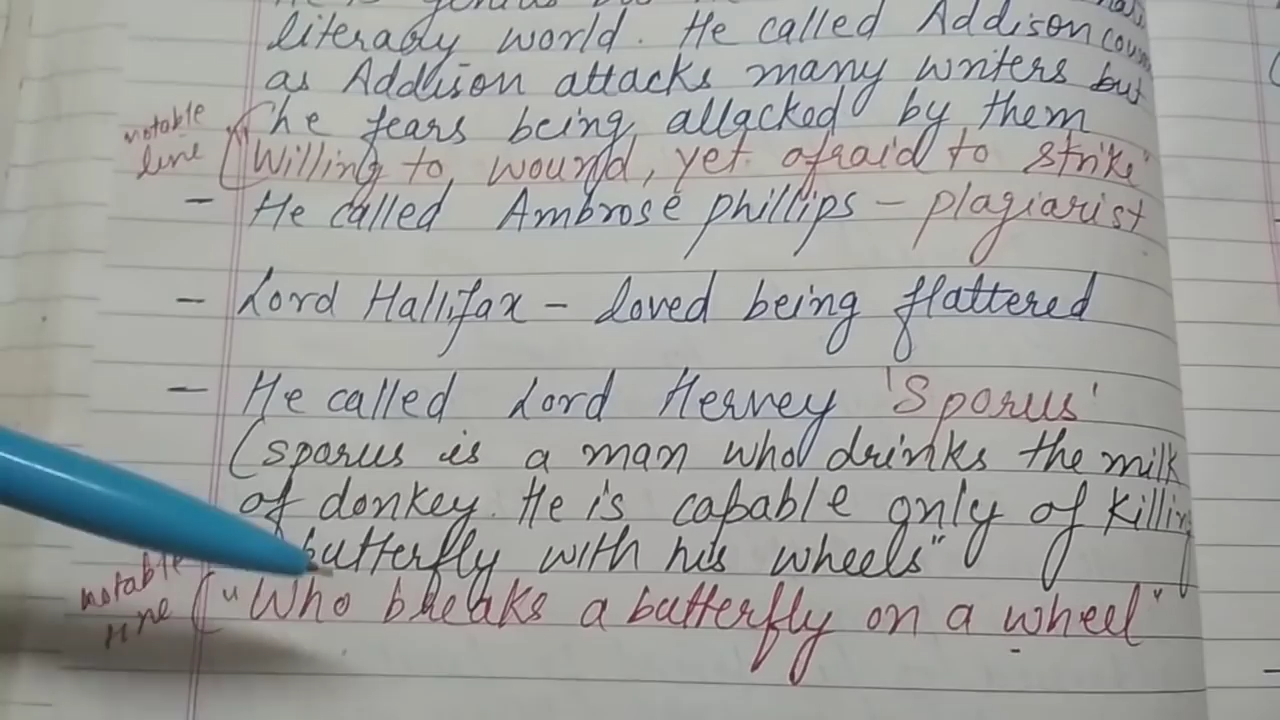 literary world. He called Addison
as Addison attacks many writers but
he fears being attacked by them
notable line
"Willing to wound, yet afraid to strike"
- He called Ambrose phillips - plagiarist
- Lord Hallifax - loved being flattered
- He called Lord Hervey 'Sporus'
(sporus is a man who drinks the milk
of donkey. He is capable only of killing
butterfly with his wheels"
notable line
"Who breaks a butterfly on a wheel"